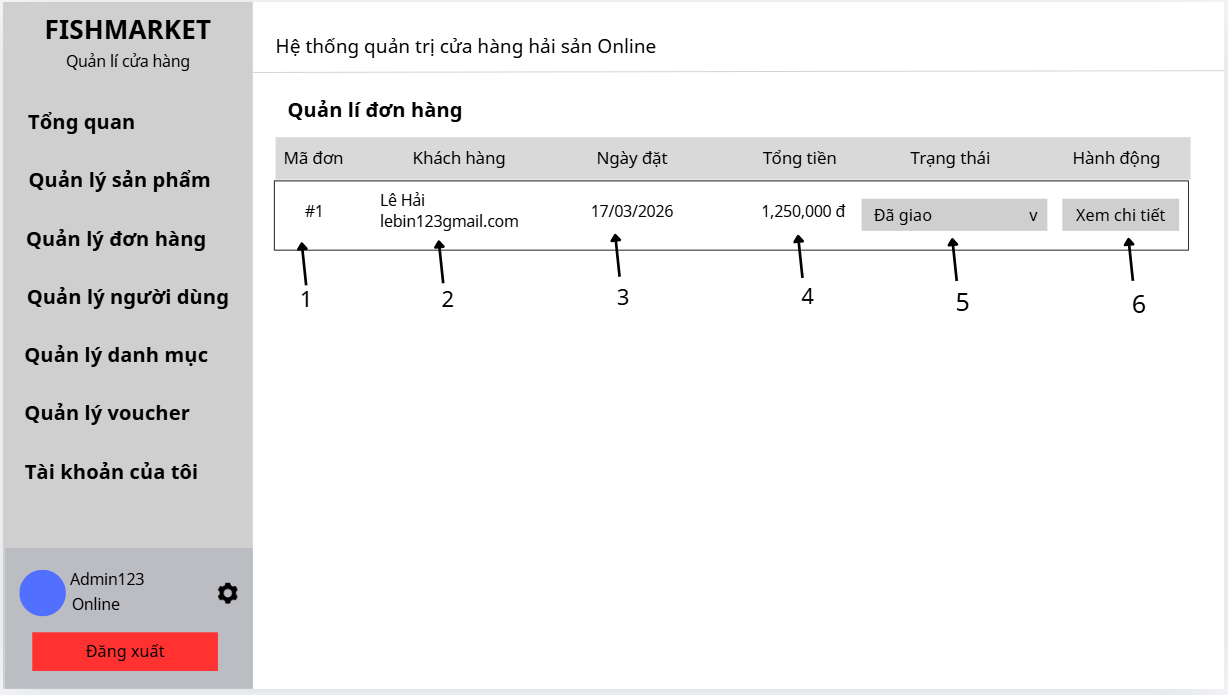 FISHMARKET
Quản lí cửa hàng
Tổng quan
Quản lý sản phẩm
Quản lý đơn hàng
Quản lý người dùng
Quản lý danh mục
Quản lý voucher
Tài khoản của tôi
Admin123
Online
Đăng xuất
Hệ thống quản trị cửa hàng hải sản Online
Quản lí đơn hàng
Mã đơn Khách hàng Ngày đặt Tổng tiền Trạng thái Hành động
#1 Lê Hải 17/03/2026 1,250,000 đ Đã giao v Xem chi tiết
lebin123gmail.com
1 2 3 4 5 6